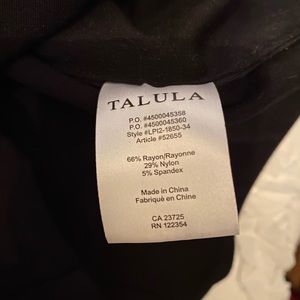 TALULA
P.O. #4500045358
P.O. #4500045360
Style #LPI2-1850-34
Article #52655
66% Rayon/Rayonne
29% Nylon
5% Spandex
Made in China
Fabriqué en Chine
CA 23725
RN 122354